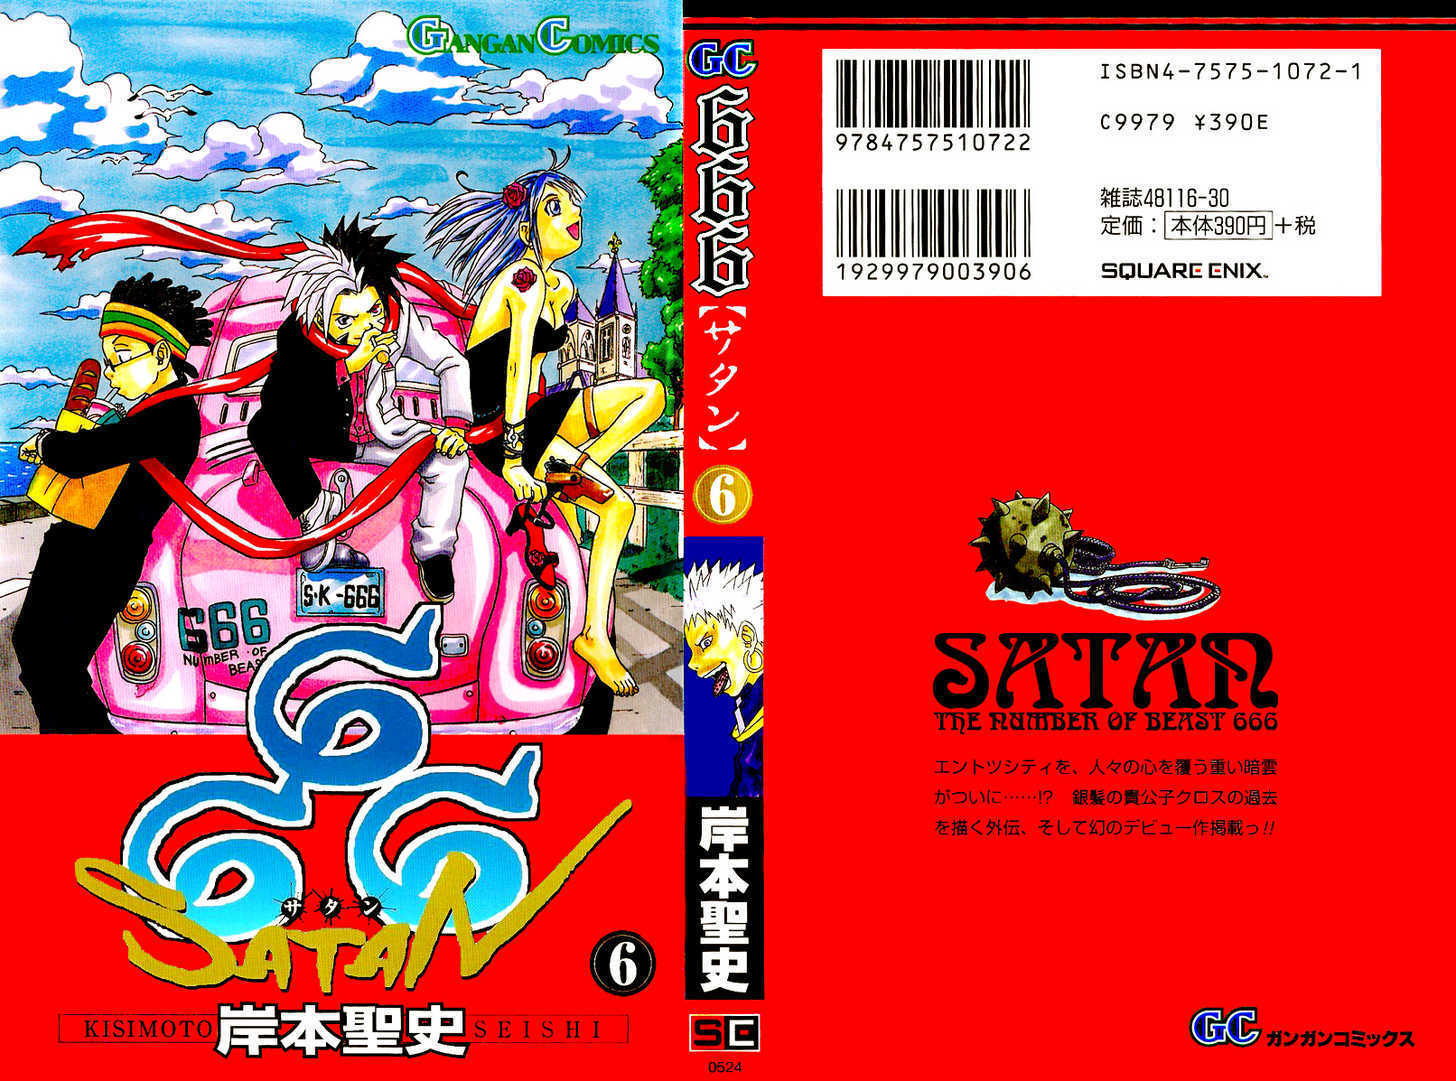 GANGAN COMICS
S·K-666
666
NUMBER OF
BEAST
666
サタン
SATAN
6
KISIMOTO 岸本聖史 SEISHI
GC
666
【サタン】
6
岸本聖史
SE
0524
ISBN4-7575-1072-1
9784757510722
C9979 ¥390E
雑誌48116-30
定価：本体390円+税
1929979003906
SQUARE ENIX™
SATAN
THE NUMBER OF BEAST 666
エントツシティを、人々の心を覆う重い暗雲
がついに……!?　銀髪の貴公子クロスの過去
を描く外伝、そして幻のデビュー作掲載っ!!
GC ガンガンコミックス